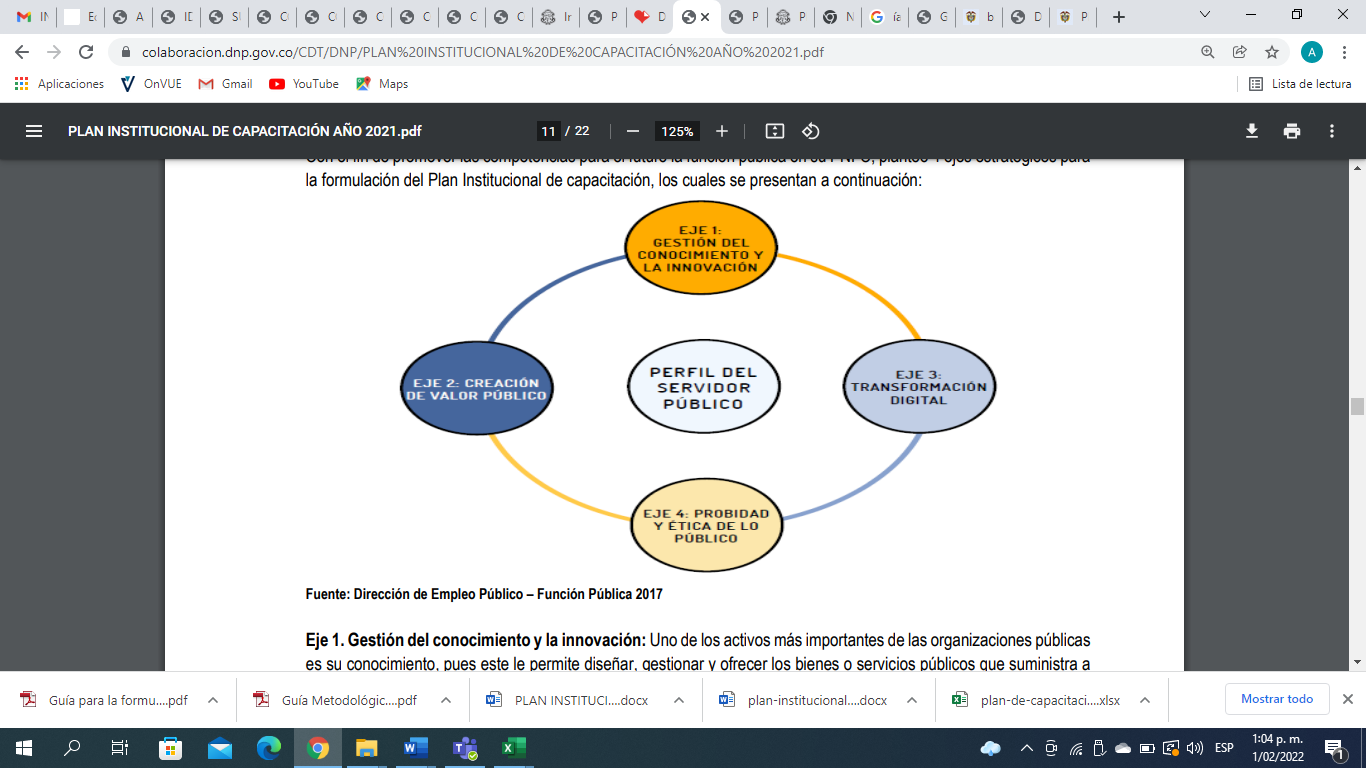 colaboracion.dnp.gov.co/CDT/DNP/PLAN%20INSTITUCIONAL%20DE%20CAPACITACIÓN%20AÑO%202021.pdf
A
Aplicaciones
OnVUE
Gmail
YouTube
Maps
Lista de lectura
PLAN INSTITUCIONAL DE CAPACITACIÓN AÑO 2021.pdf
11 / 22
125%
la formulación del Plan Institucional de capacitación, los cuales se presentan a continuación:
EJE 1:
GESTIÓN DEL
CONOCIMIENTO Y
LA INNOVACIÓN
EJE 2: CREACIÓN
DE VALOR PÚBLICO
PERFIL DEL
SERVIDOR
PÚBLICO
EJE 3:
TRANSFORMACIÓN
DIGITAL
EJE 4: PROBIDAD
Y ÉTICA DE LO
PÚBLICO
Fuente: Dirección de Empleo Público – Función Pública 2017
Eje 1. Gestión del conocimiento y la innovación: Uno de los activos más importantes de las organizaciones públicas
es su conocimiento, pues este le permite diseñar, gestionar y ofrecer los bienes o servicios públicos que suministra a
Guía para la formu....pdf
Guía Metodológic....pdf
PLAN INSTITUCI....docx
plan-institucional....docx
plan-de-capacitaci....xlsx
Mostrar todo
ESP
1:04 p. m.
1/02/2022
1